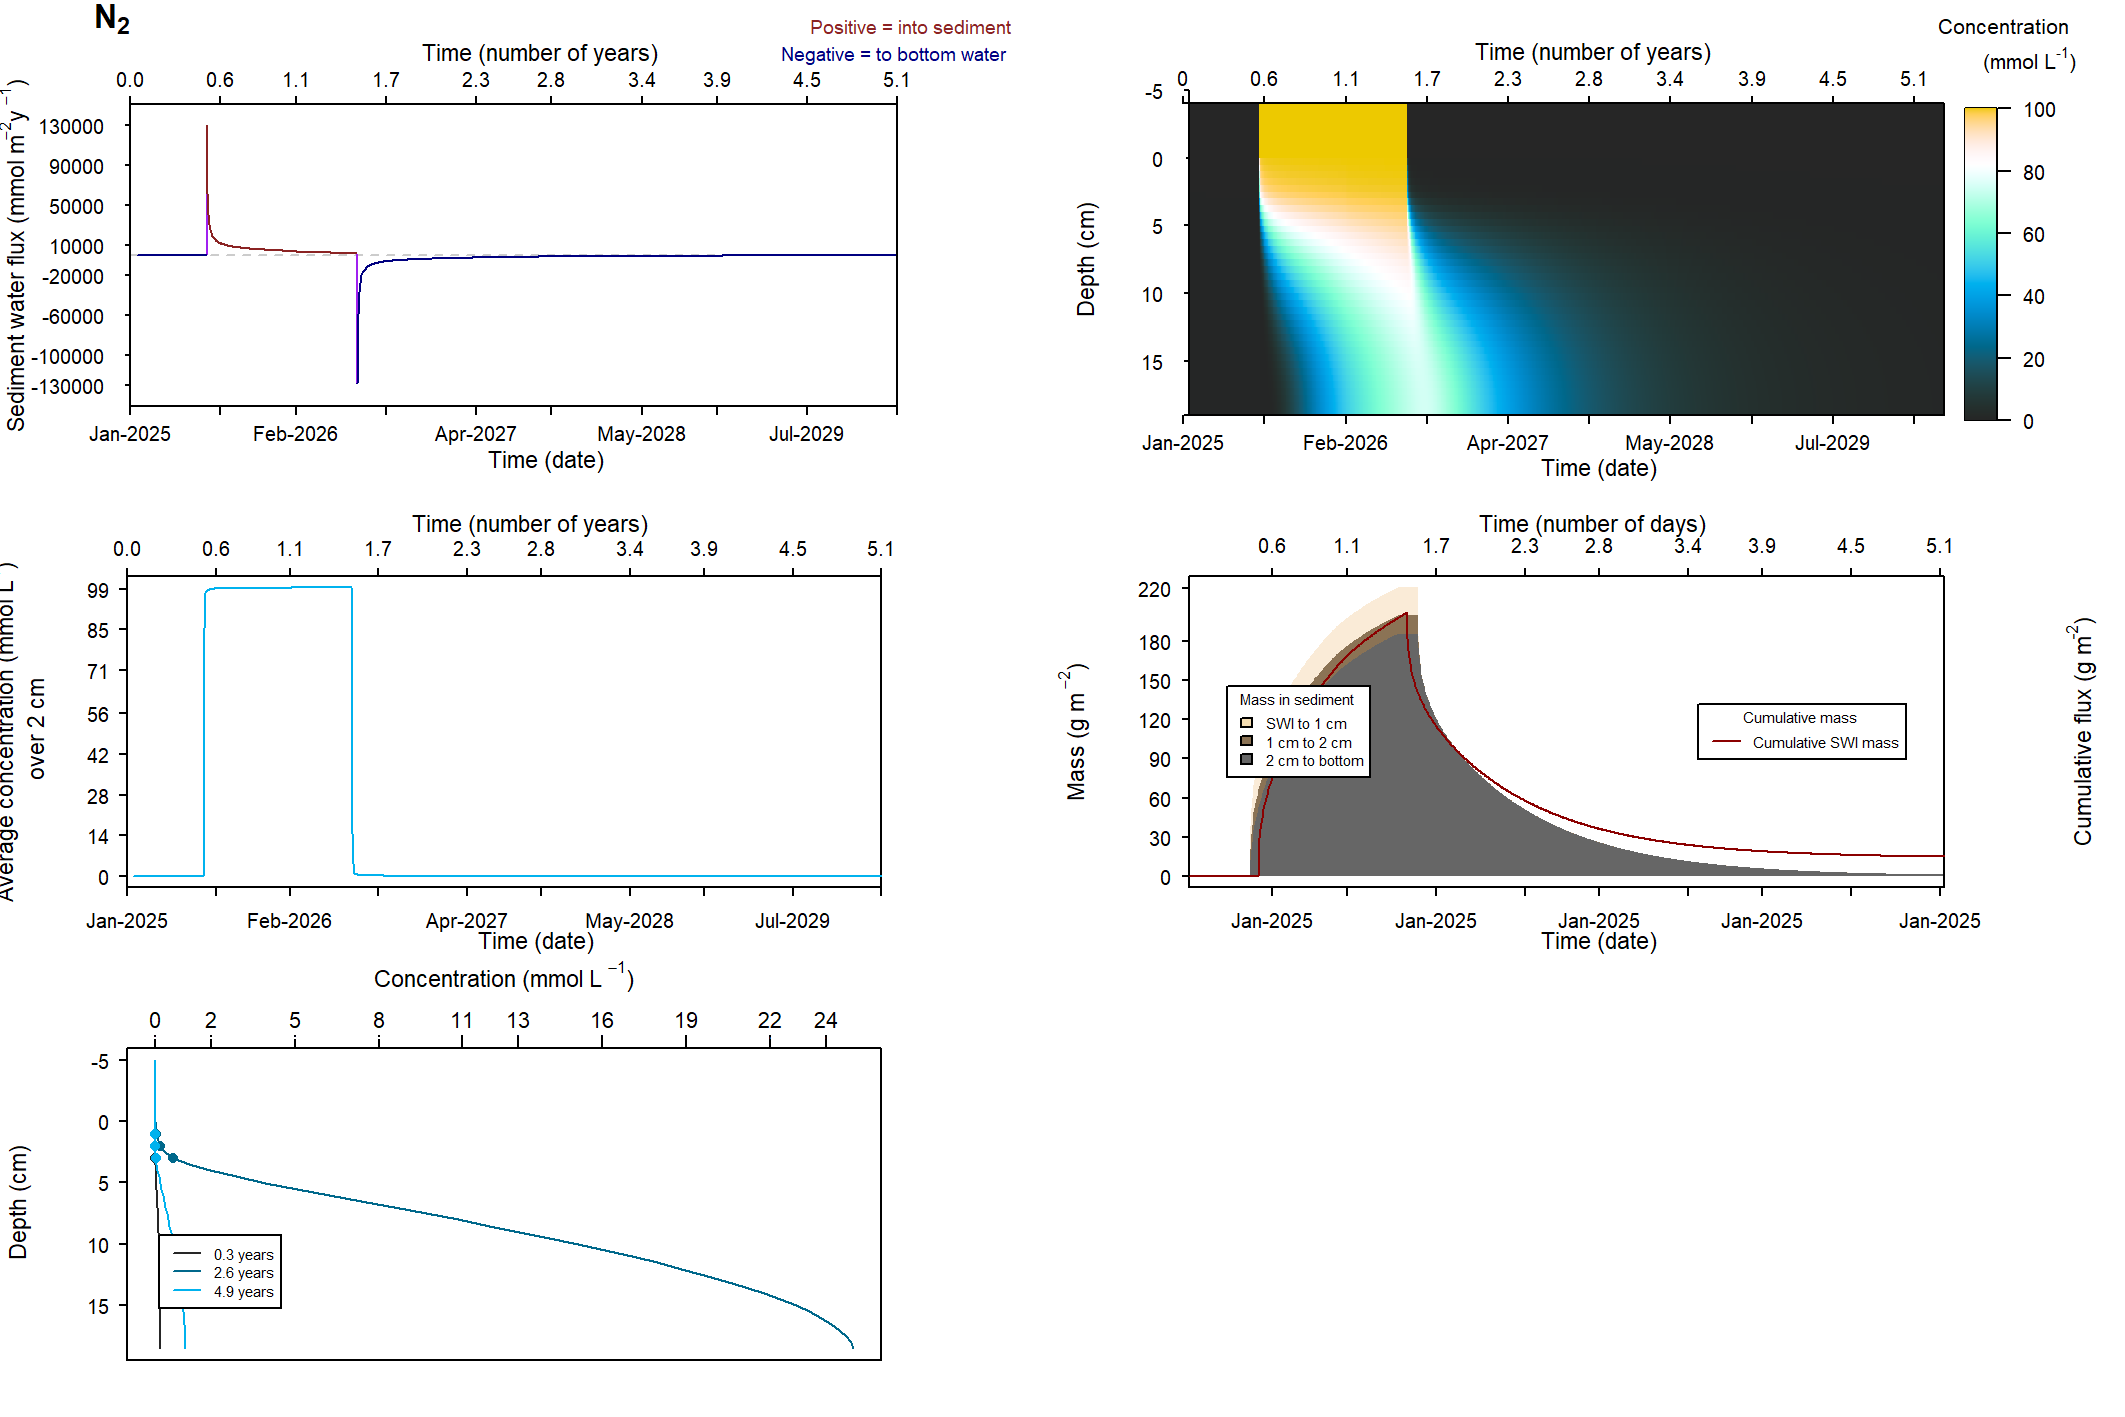 N2
Positive = into sediment
Negative = to bottom water
Time (number of years)
0.0 0.6 1.1 1.7 2.3 2.8 3.4 3.9 4.5 5.1
Sediment water flux (mmol m−2y−1)
130000
90000
50000
10000
-20000
-60000
-100000
-130000
Jan-2025 Feb-2026 Apr-2027 May-2028 Jul-2029
Time (date)
Time (number of years)
0 0.6 1.1 1.7 2.3 2.8 3.4 3.9 4.5 5.1
Depth (cm)
-5
0
5
10
15
Jan-2025 Feb-2026 Apr-2027 May-2028 Jul-2029
Time (date)
Concentration
(mmol L-1)
100
80
60
40
20
0
Time (number of years)
0.0 0.6 1.1 1.7 2.3 2.8 3.4 3.9 4.5 5.1
Average concentration (mmol L )
over 2 cm
99
85
71
56
42
28
14
0
Jan-2025 Feb-2026 Apr-2027 May-2028 Jul-2029
Time (date)
Time (number of days)
0.6 1.1 1.7 2.3 2.8 3.4 3.9 4.5 5.1
Mass (g m−2)
220
180
150
120
90
60
30
0
Mass in sediment
SWI to 1 cm
1 cm to 2 cm
2 cm to bottom
Cumulative mass
Cumulative SWI mass
Cumulative flux (g m-2)
Jan-2025 Jan-2025 Jan-2025 Jan-2025 Jan-2025
Time (date)
Concentration (mmol L−1)
0 2 5 8 11 13 16 19 22 24
Depth (cm)
-5
0
5
10
15
0.3 years
2.6 years
4.9 years